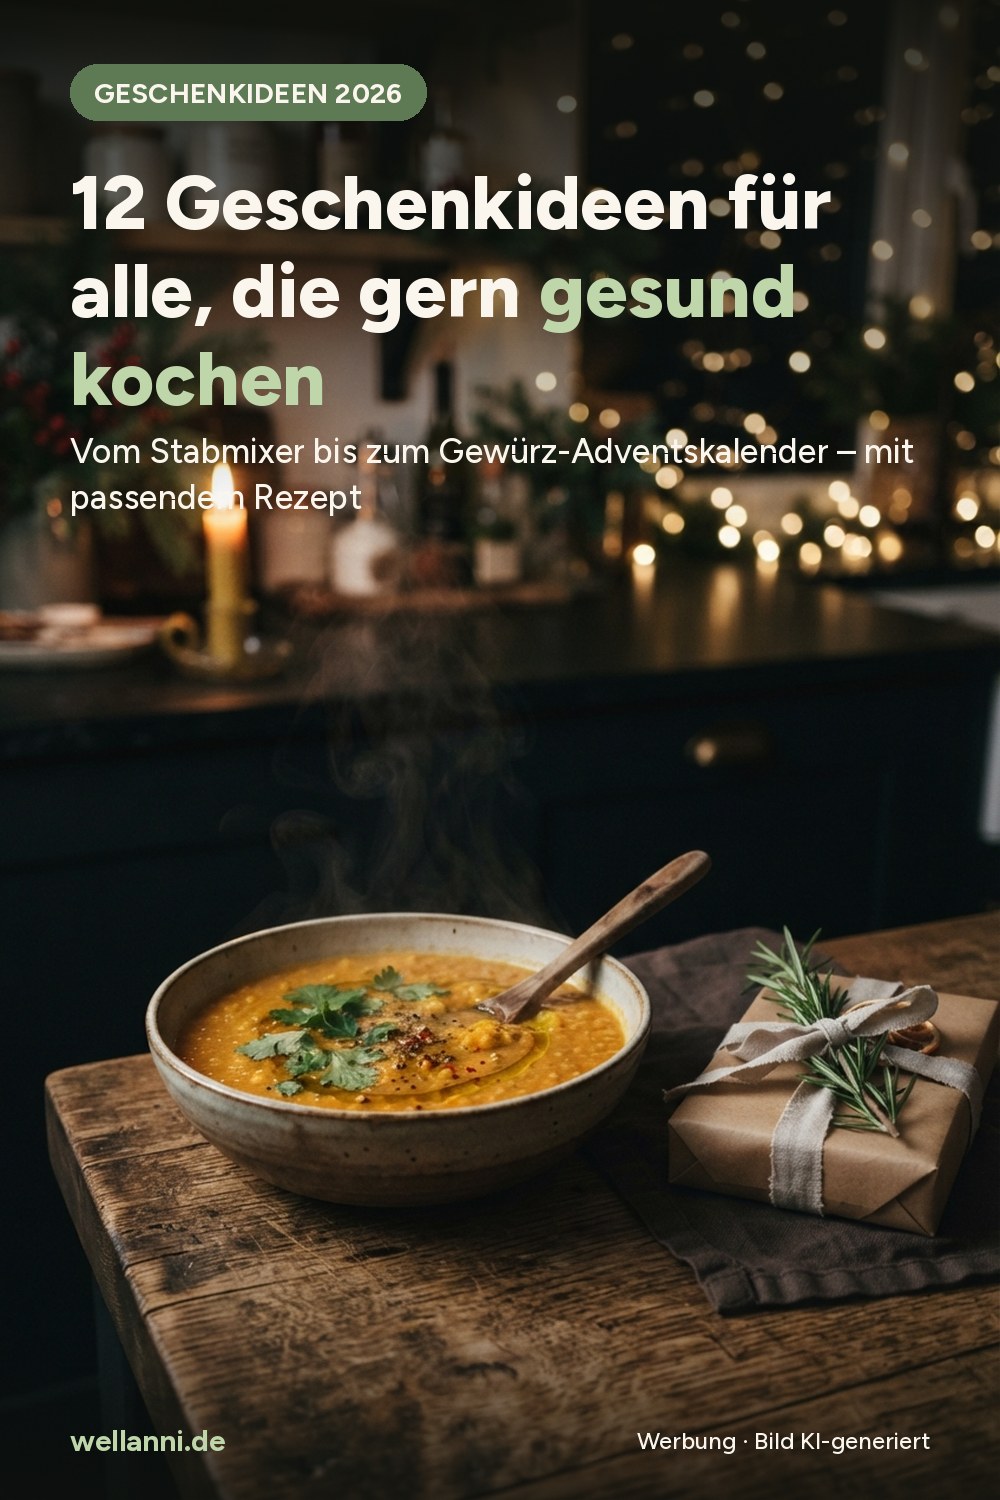 GESCHENKIDEEN 2026
12 Geschenkideen für
alle, die gern gesund
kochen
Vom Stabmixer bis zum Gewürz-Adventskalender – mit
passendem Rezept
wellanni.de
Werbung · Bild KI-generiert